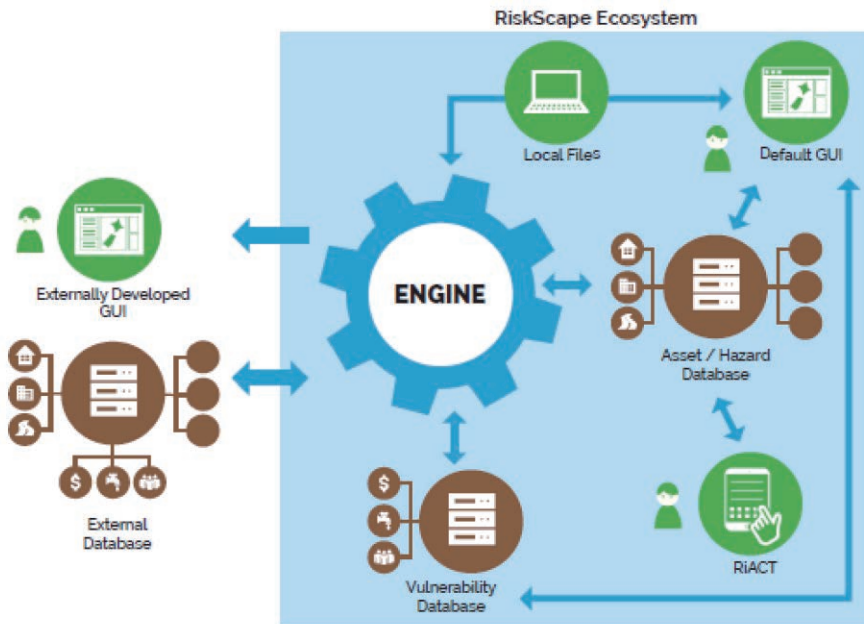 RiskScape Ecosystem
Local Files
Default GUI
Externally Developed
GUI
ENGINE
Asset / Hazard
Database
$
$
External
Database
Vulnerability
Database
RiACT